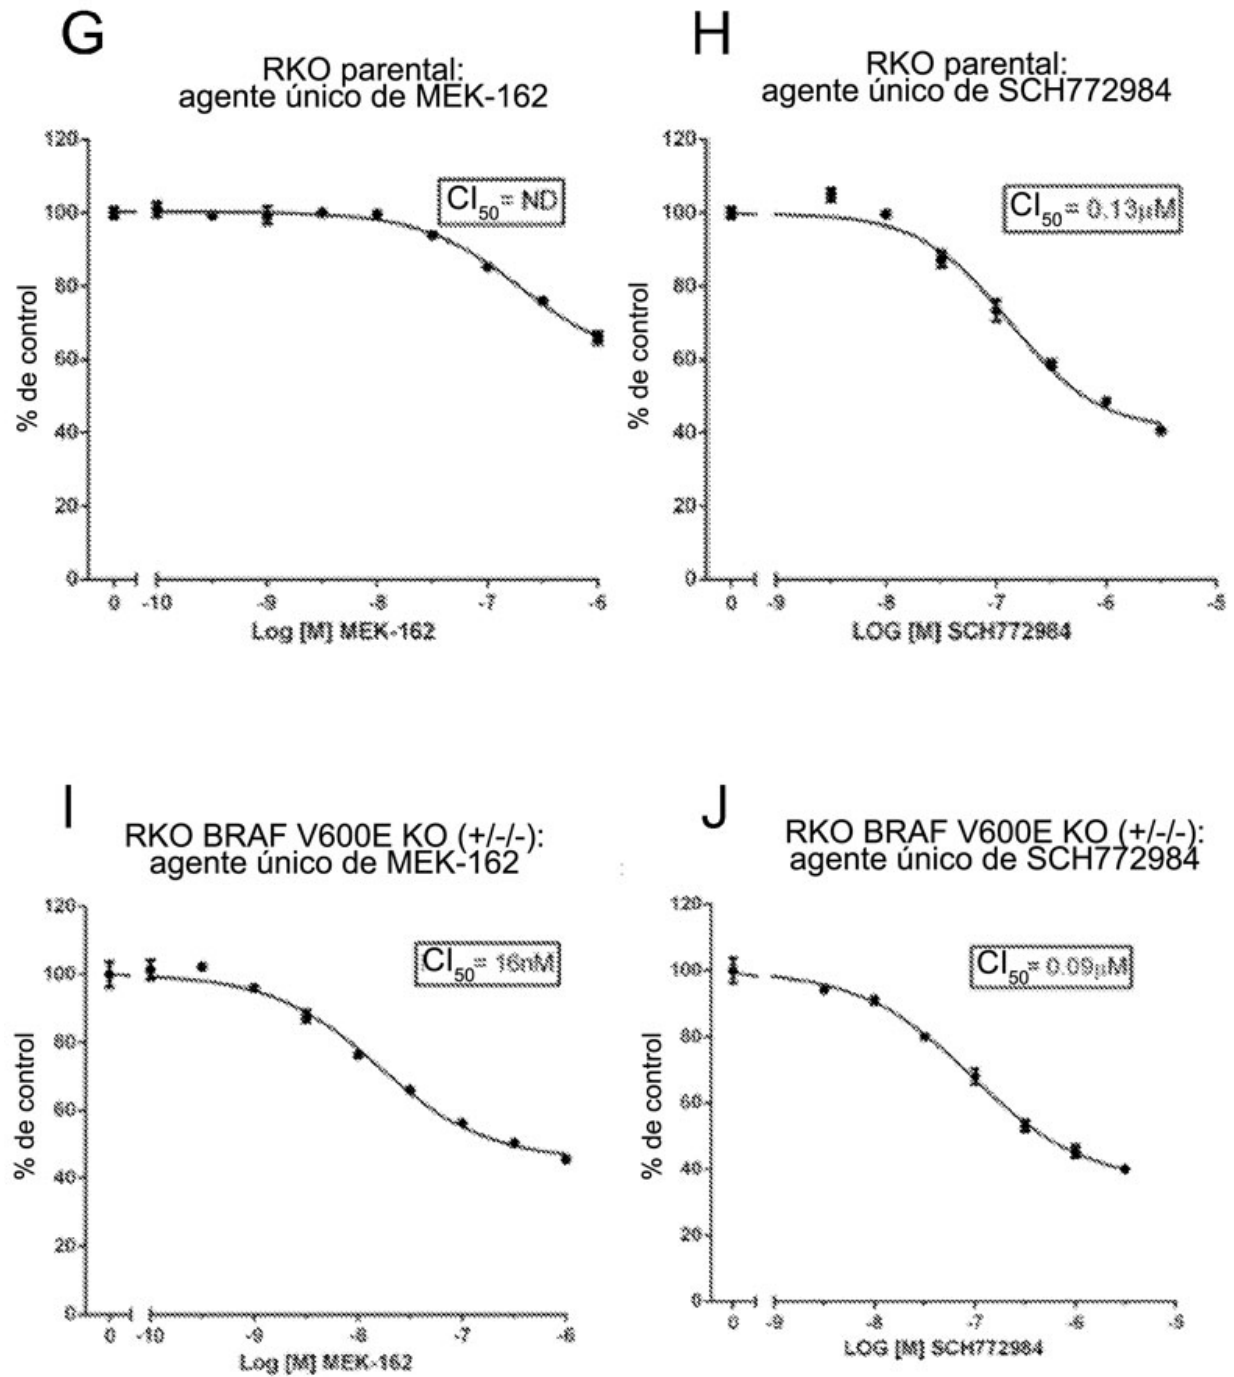 G
RKO parental:
agente único de MEK-162
CI50= ND
120
100
80
60
40
20
0
% de control
0 -10 -9 -8 -7 -6
Log [M] MEK-162
H
RKO parental:
agente único de SCH772984
CI50= 0.13µM
120
100
80
60
40
20
0
% de control
0 -9 -8 -7 -6 -5
LOG [M] SCH772984
I
RKO BRAF V600E KO (+/-/-):
agente único de MEK-162
CI50= 16nM
120
100
80
60
40
20
0
% de control
0 -10 -9 -8 -7 -6
Log [M] MEK-162
J
RKO BRAF V600E KO (+/-/-):
agente único de SCH772984
CI50= 0.09µM
120
100
80
60
40
20
0
% de control
0 -9 -8 -7 -6 -5
LOG [M] SCH772984